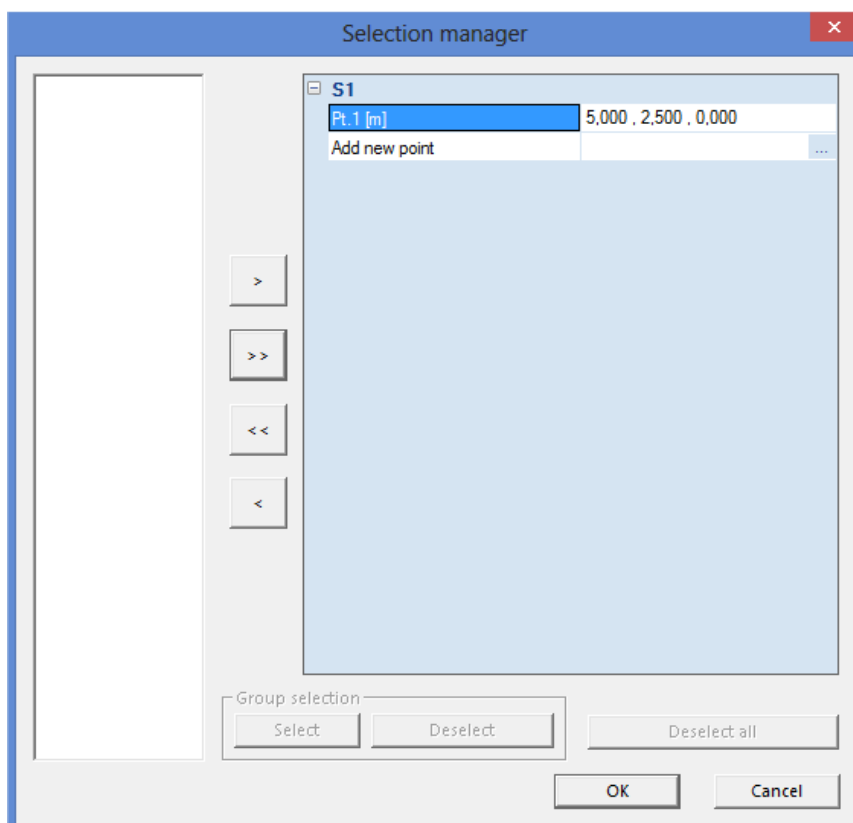 Selection manager
S1
Pt.1 [m] 5,000 , 2,500 , 0,000
Add new point ...
>
>>
<<
<
Group selection
Select Deselect Deselect all
OK Cancel